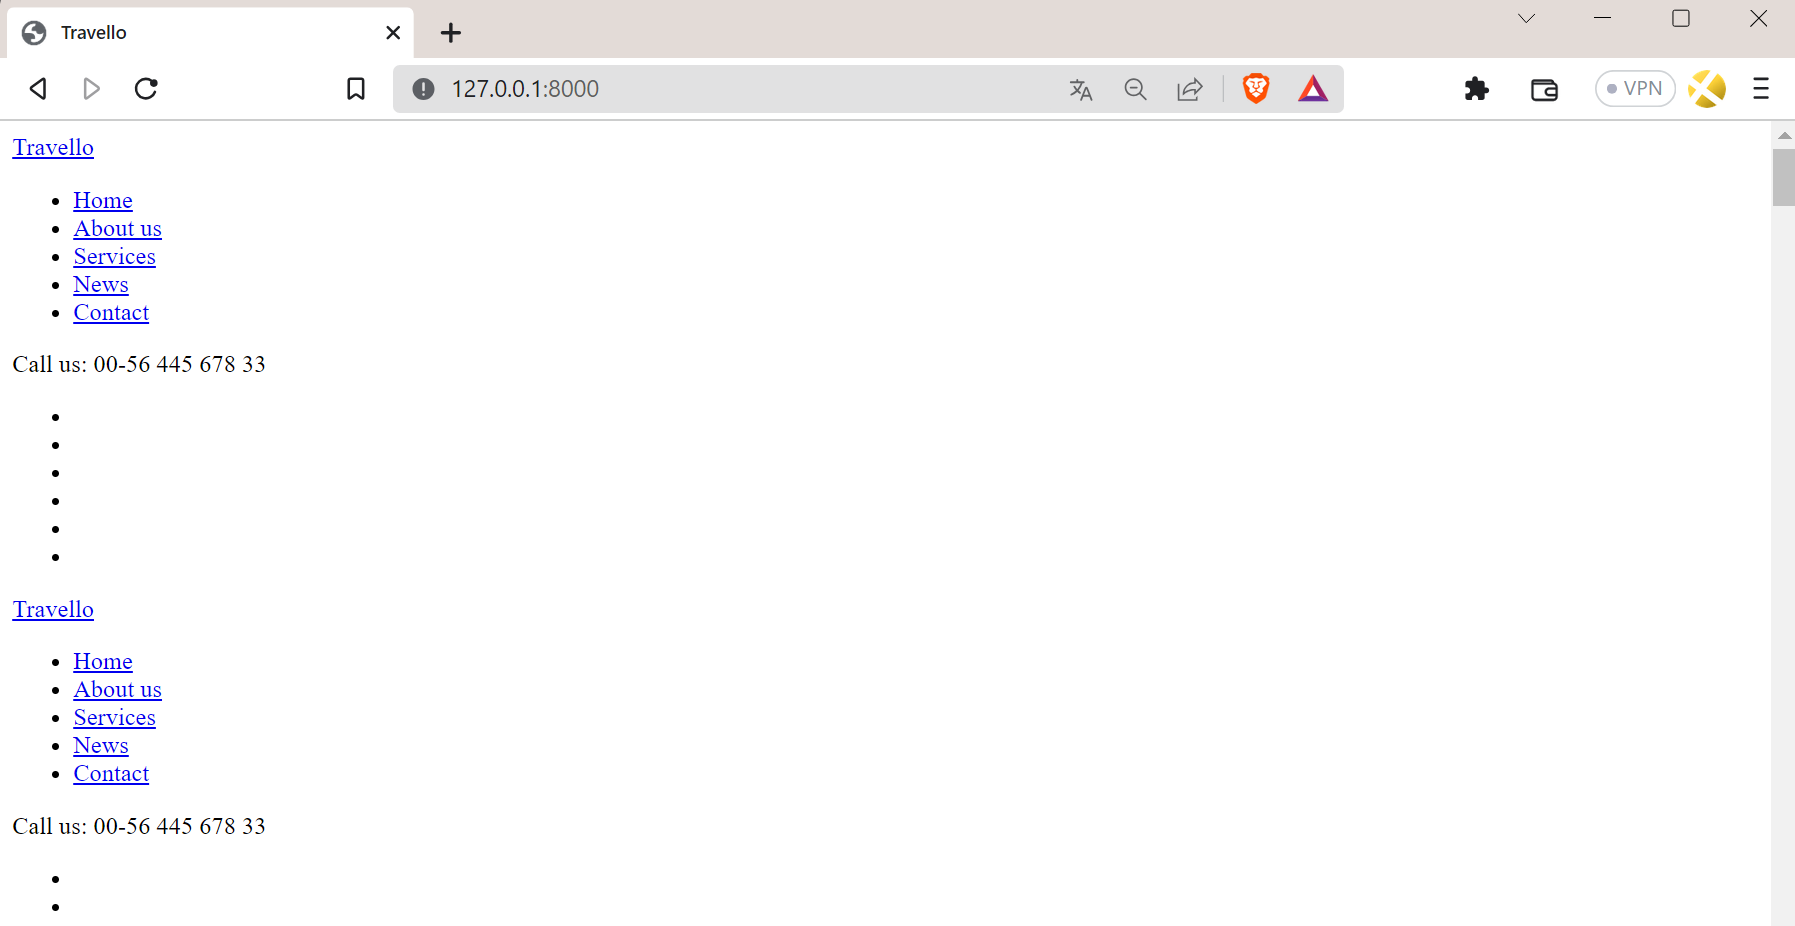 Travello
127.0.0.1:8000
VPN
Travello
Home
About us
Services
News
Contact
Call us: 00-56 445 678 33
Travello
Home
About us
Services
News
Contact
Call us: 00-56 445 678 33